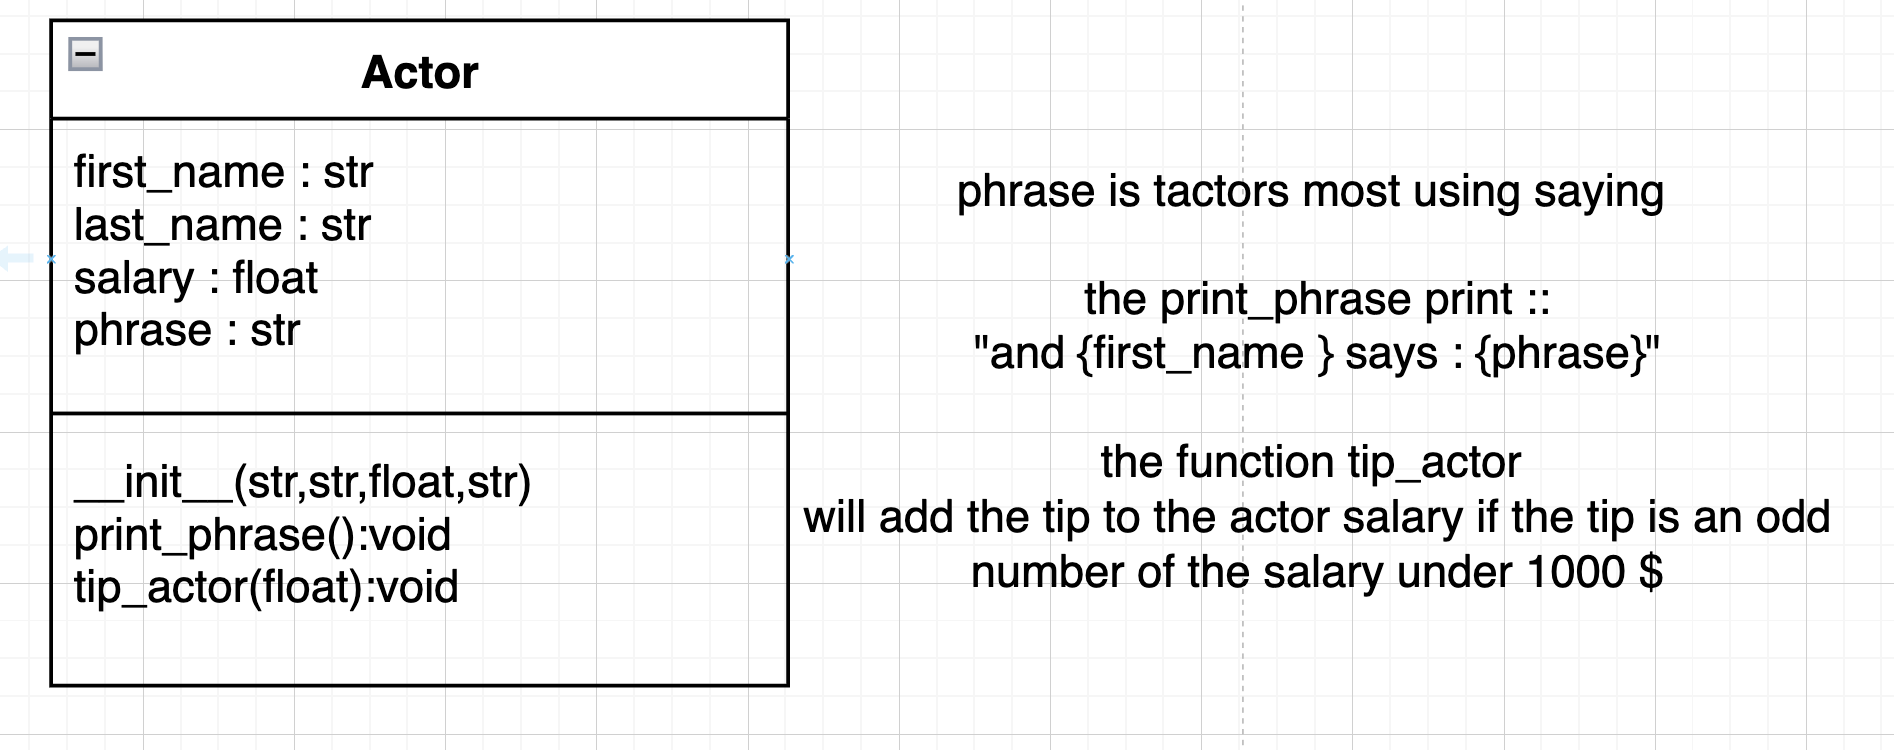 Actor
first_name : str
last_name : str
salary : float
phrase : str
__init__(str,str,float,str)
print_phrase():void
tip_actor(float):void
phrase is tactors most using saying
the print_phrase print ::
"and {first_name } says : {phrase}"
the function tip_actor
will add the tip to the actor salary if the tip is an odd
number of the salary under 1000 $